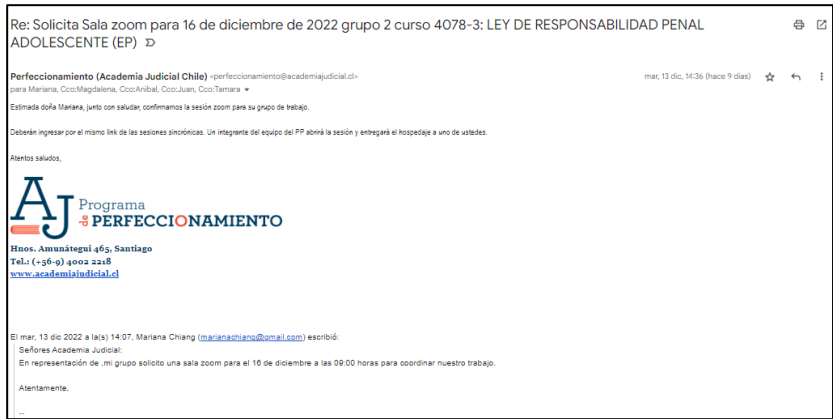 Re: Solicita Sala zoom para 16 de diciembre de 2022 grupo 2 curso 4078-3: LEY DE RESPONSABILIDAD PENAL
ADOLESCENTE (EP)
Perfeccionamiento (Academia Judicial Chile) <perfeccionamiento@academiajudicial.cl> mar, 13 dic, 14:36 (hace 9 días)
para Mariana, Cco:Magdalena, Cco:Anibal, Cco:Juan, Cco:Tamara
Estimada doña Mariana, junto con saludar, confirmamos la sesión zoom para su grupo de trabajo.
Deberán ingresar por el mismo link de las sesiones sincrónicas. Un integrante del equipo del PP abrirá la sesión y entregará el hospedaje a uno de ustedes.
Atentos saludos,
AJ Programa
de PERFECCIONAMIENTO
Hnos. Amunátegui 465, Santiago
Tel.: (+56-9) 4002 2218
www.academiajudicial.cl
El mar, 13 dic 2022 a la(s) 14:07, Mariana Chiang (marianachiang@gmail.com) escribió:
Señores Academia Judicial:
En representación de .mi grupo solicito una sala zoom para el 16 de diciembre a las 09:00 horas para coordinar nuestro trabajo.
Atentamente,
--